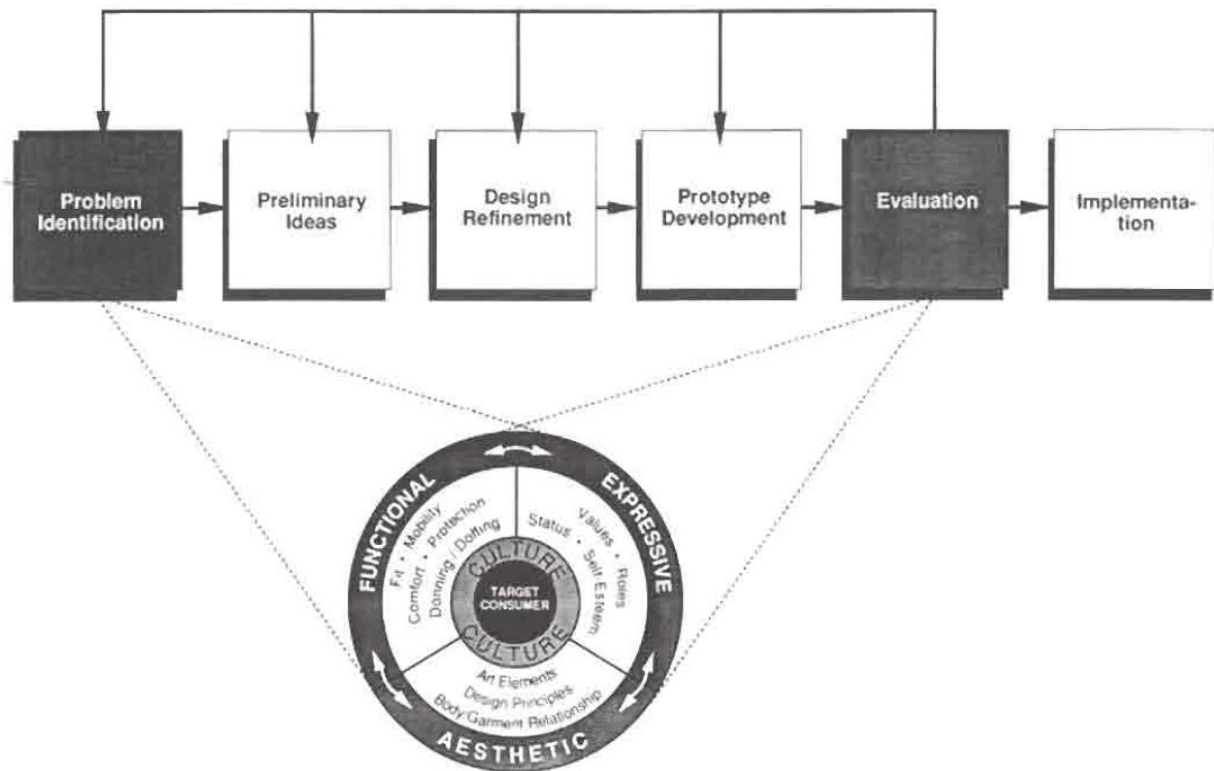 Problem
Identification
Preliminary
Ideas
Design
Refinement
Prototype
Development
Evaluation
Implementa-
tion
FUNCTIONAL
Fit • Mobility
Comfort • Protection
Donning / Doffing
EXPRESSIVE
Values • Roles
Status • Self-Esteem
CULTURE
TARGET
CONSUMER
CULTURE
Art Elements
Design Principles
Body/Garment Relationship
AESTHETIC